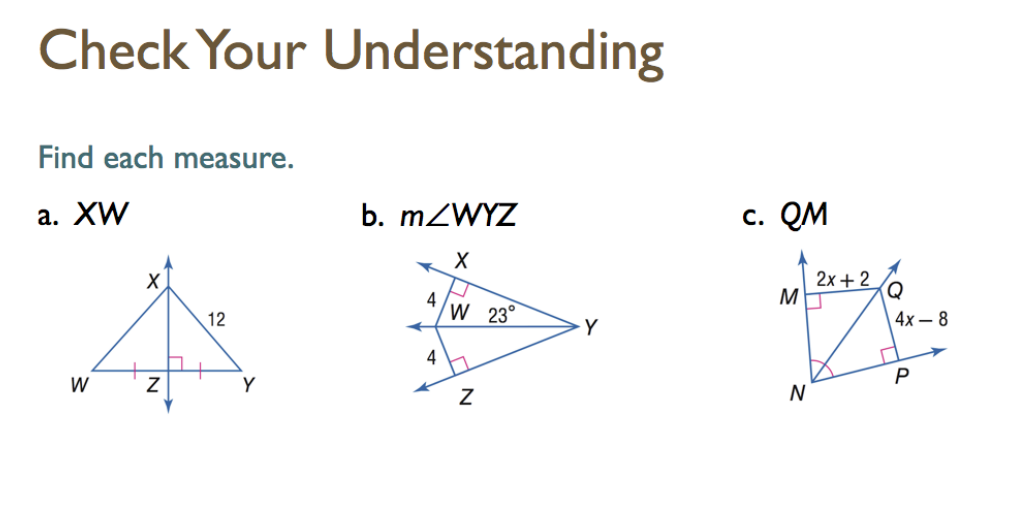 Check Your Understanding
Find each measure.
a. XW b. m∠WYZ c. QM
X
12
W Z Y
X
4
W 23°
Y
4
Z
2x + 2
M Q
4x – 8
P
N